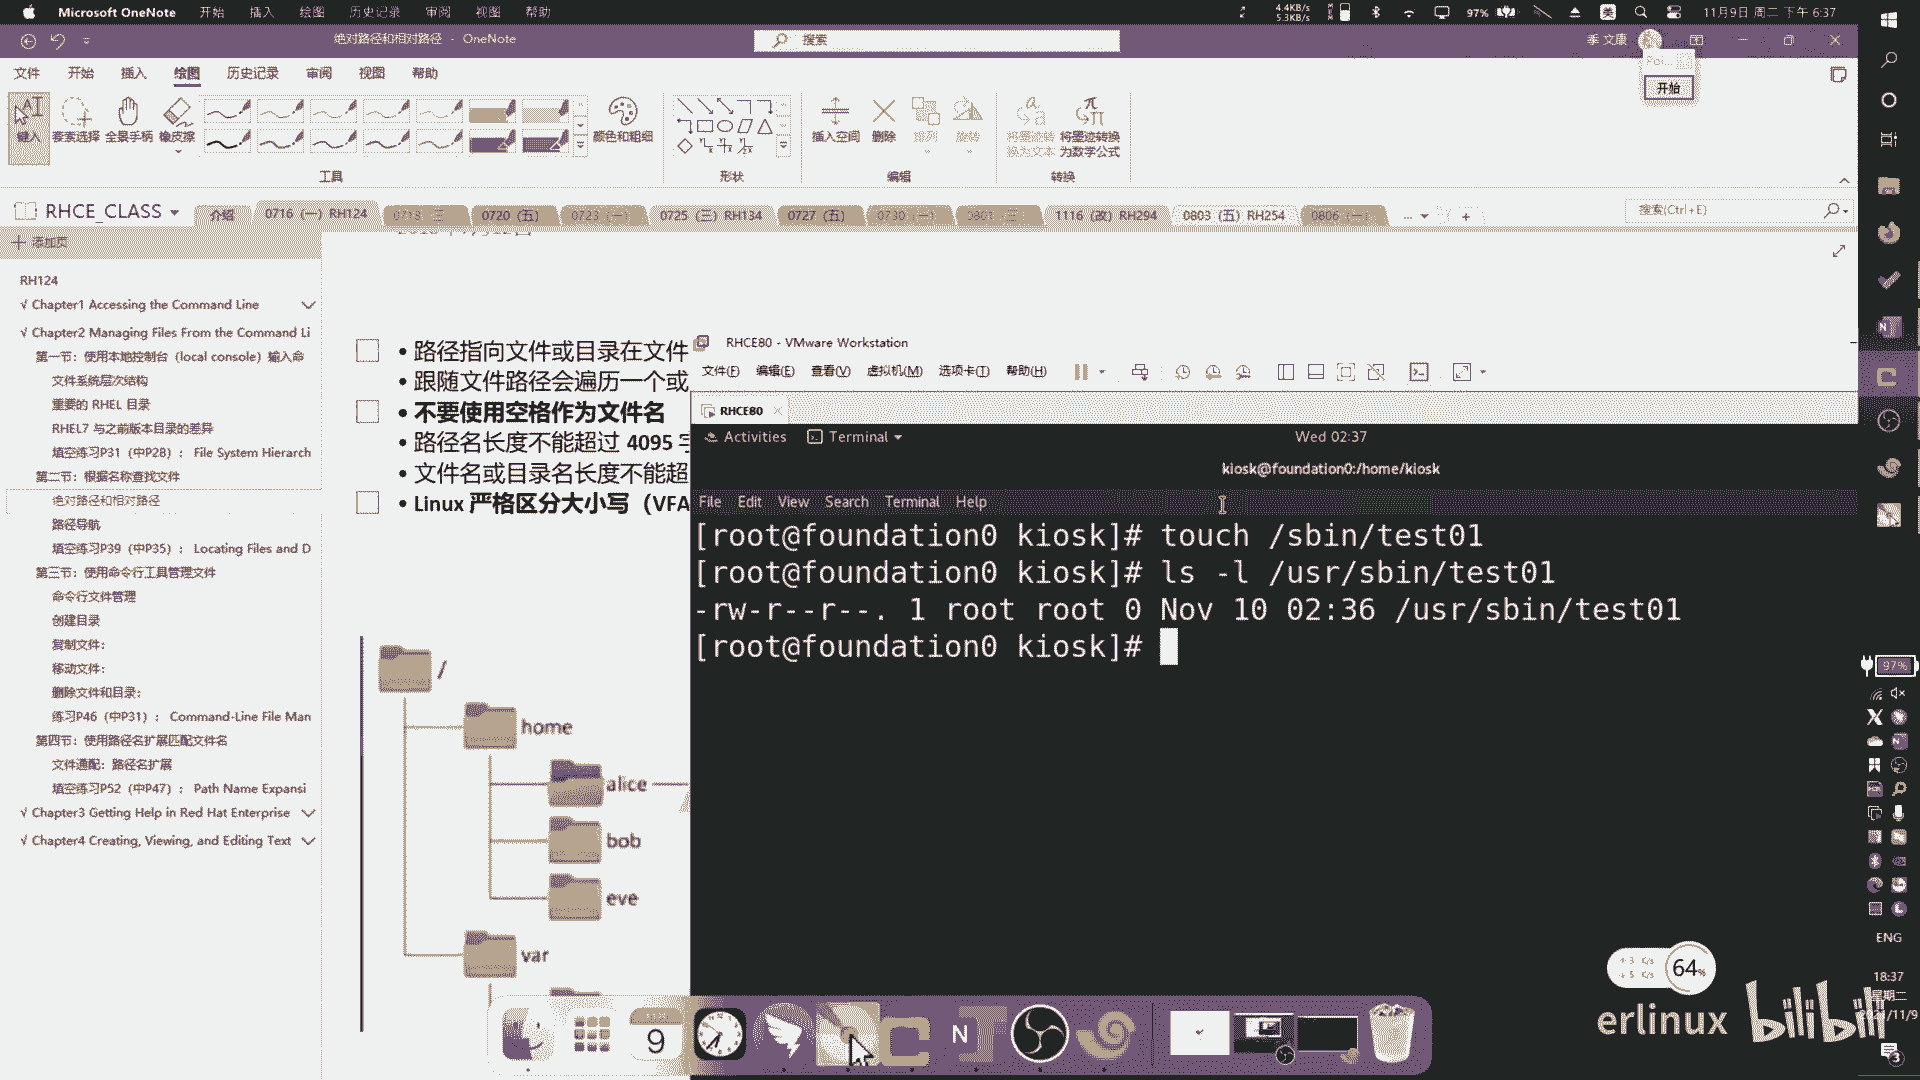 Microsoft OneNote 开始 插入 绘图 历史记录 审阅 视图 帮助
4.4KB/s
5.3KB/s
97%
美
11月9日 周二 下午 6:37
绝对路径和相对路径 - OneNote
搜索
季 文康
文件 开始 插入 绘图 历史记录 审阅 视图 帮助
开始
键入 套索选择 全景手柄 橡皮擦
颜色和粗细
插入空间 删除 排列 旋转
将墨迹转换为文本
将墨迹转换为数学公式
工具 形状 编辑 转换
RHCE_CLASS
介绍 0716 (一) RH124 0718 三 0720 (五) 0723 (一) 0725 (三) RH134 0727 (五) 0730 (一) 0801 (三) 1116 (改) RH294 0803 (五) RH254 0806 (一)
搜索(Ctrl+E)
添加页
RH124
√ Chapter1 Accessing the Command Line
√ Chapter2 Managing Files From the Command Li
第一节：使用本地控制台（local console）输入命
文件系统层次结构
重要的 RHEL 目录
RHEL7 与之前版本目录的差异
填空练习P31（中P28）： File System Hierarch
第二节：根据名称查找文件
绝对路径和相对路径
路径导航
填空练习P39（中P35）： Locating Files and D
第三节：使用命令行工具管理文件
命令行文件管理
创建目录
复制文件：
移动文件：
删除文件和目录：
练习P46（中P31）： Command-Line File Man
第四节：使用路径名扩展匹配文件名
文件通配：路径名扩展
填空练习P52（中P47）： Path Name Expansi
√ Chapter3 Getting Help in Red Hat Enterprise
√ Chapter4 Creating, Viewing, and Editing Text
• 路径指向文件或目录在文件
• 跟随文件路径会遍历一个或
• 不要使用空格作为文件名
• 路径名长度不能超过 4095 字
• 文件名或目录名长度不能超
• Linux 严格区分大小写（VFA
/
home
alice
bob
eve
var
RHCE80 - VMware Workstation
文件(F) 编辑(E) 查看(V) 虚拟机(M) 选项卡(T) 帮助(H)
RHCE80
Activities Terminal Wed 02:37
kiosk@foundation0:/home/kiosk
File Edit View Search Terminal Help
[root@foundation0 kiosk]# touch /sbin/test01
[root@foundation0 kiosk]# ls -l /usr/sbin/test01
-rw-r--r--. 1 root root 0 Nov 10 02:36 /usr/sbin/test01
[root@foundation0 kiosk]#
97%
ENG
18:37
星期二
2021/11/9
3
64%
9
N
erlinux bilibili